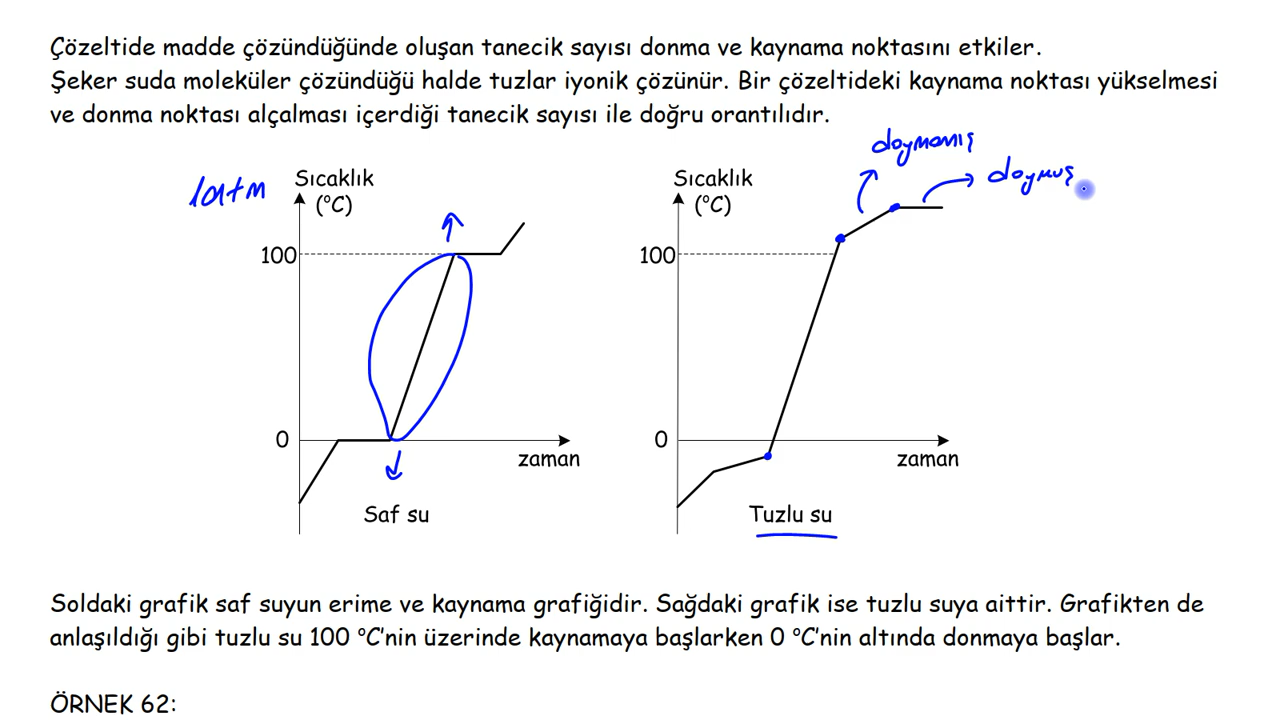 Çözeltide madde çözündüğünde oluşan tanecik sayısı donma ve kaynama noktasını etkiler.
Şeker suda moleküler çözündüğü halde tuzlar iyonik çözünür. Bir çözeltideki kaynama noktası yükselmesi
ve donma noktası alçalması içerdiği tanecik sayısı ile doğru orantılıdır.
1atm
Sıcaklık
(°C)
100
0
zaman
Saf su
doymamış
doymuş
Sıcaklık
(°C)
100
0
zaman
Tuzlu su
Soldaki grafik saf suyun erime ve kaynama grafiğidir. Sağdaki grafik ise tuzlu suya aittir. Grafikten de
anlaşıldığı gibi tuzlu su 100 °C'nin üzerinde kaynamaya başlarken 0 °C'nin altında donmaya başlar.
ÖRNEK 62: